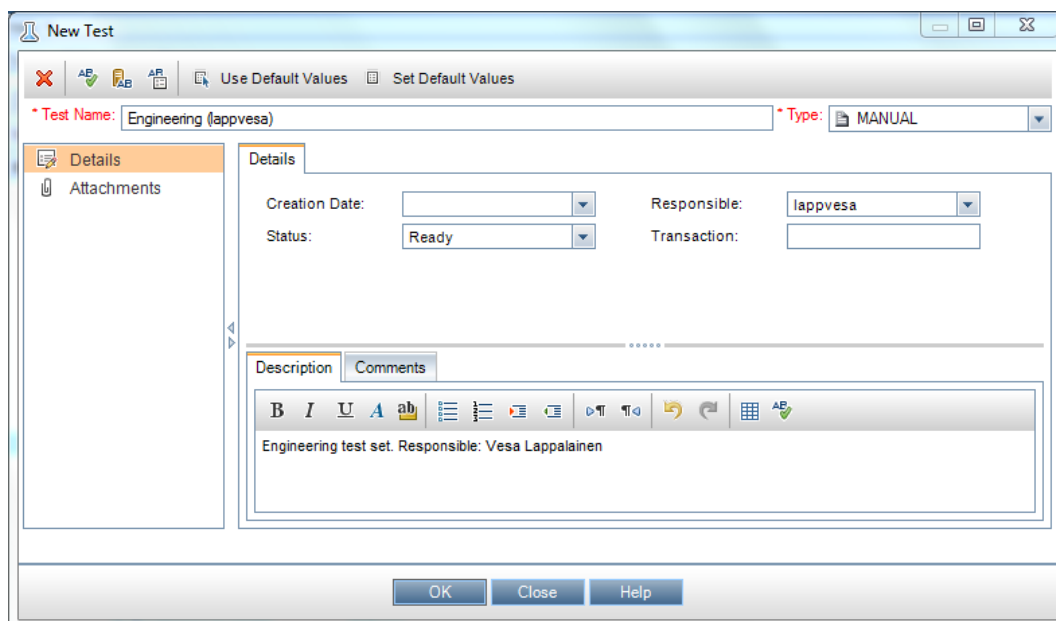 New Test
Use Default Values Set Default Values
* Test Name: Engineering (lappvesa) * Type: MANUAL
Details
Attachments
Details
Creation Date: Responsible: lappvesa
Status: Ready Transaction:
Description Comments
B I U A ab
Engineering test set. Responsible: Vesa Lappalainen
OK Close Help